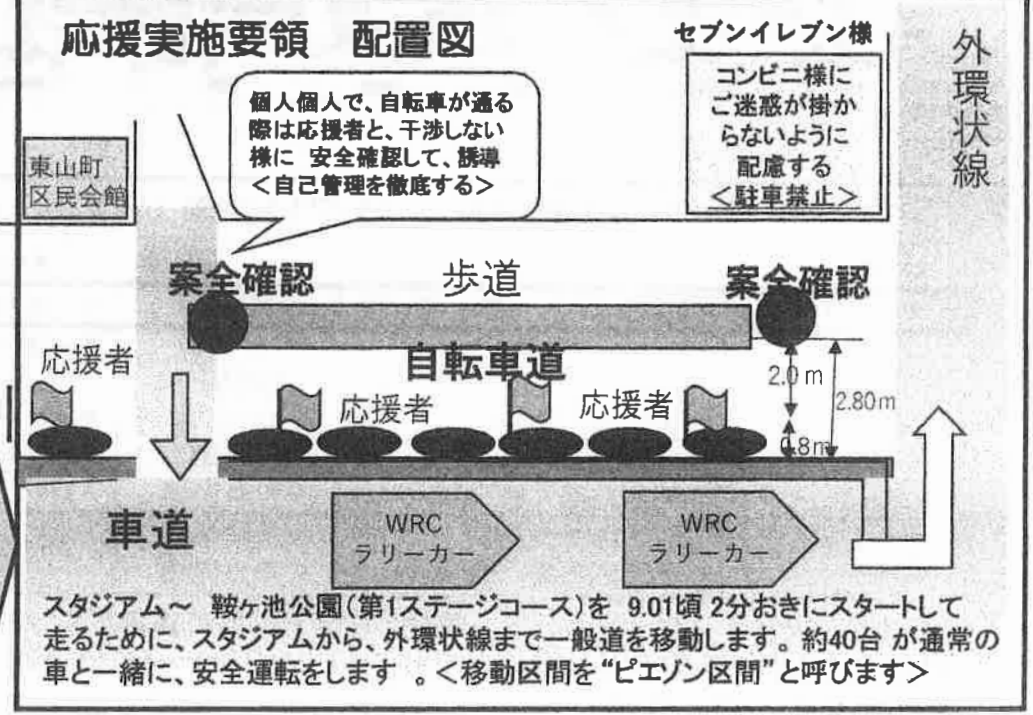 応援実施要領 配置図
セブンイレブン様
コンビニ様に
ご迷惑が掛か
らないように
配慮する
＜駐車禁止＞
外環状線
個人個人で、自転車が通る
際は応援者と、干渉しない
様に 安全確認して、誘導
＜自己管理を徹底する＞
東山町
区民会館
案全確認
歩道
案全確認
自転車道
応援者
応援者
応援者
2.0m
2.80m
0.8m
車道
WRC
ラリーカー
WRC
ラリーカー
スタジアム～ 鞍ヶ池公園（第1ステージコース）を 9.01頃 2分おきにスタートして
走るために、スタジアムから、外環状線まで一般道を移動します。約40台 が通常の
車と一緒に、安全運転をします 。＜移動区間を“ピエゾン区間”と呼びます＞